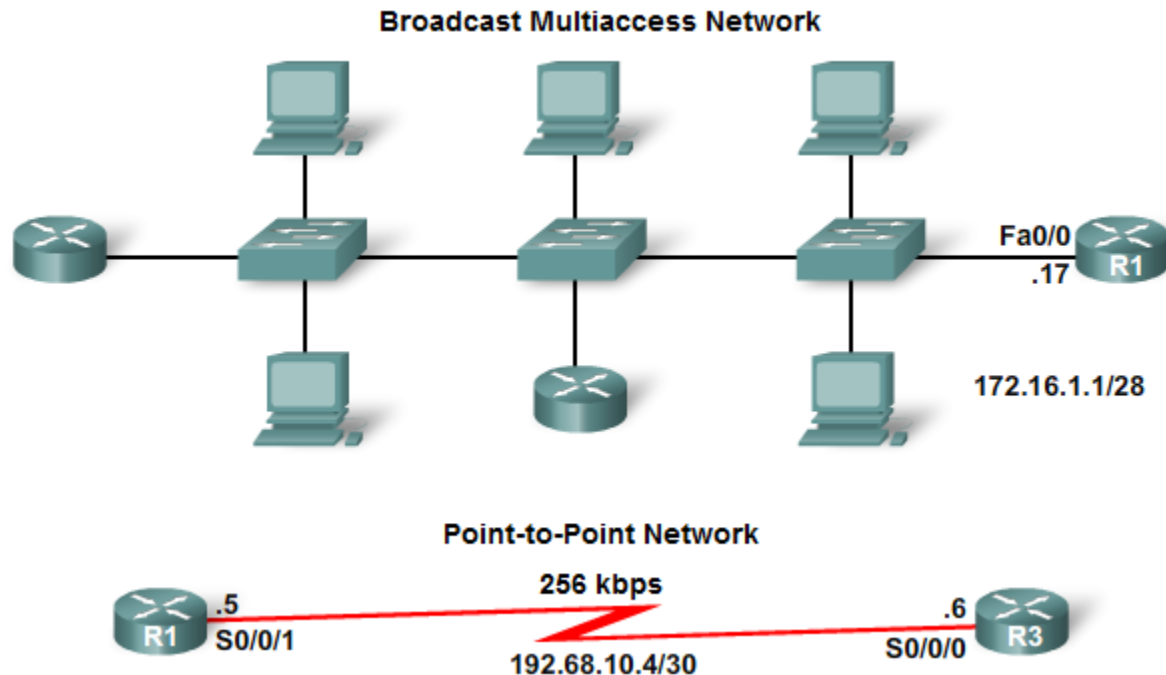 Broadcast Multiaccess Network
Fa0/0
.17
R1
172.16.1.1/28
Point-to-Point Network
256 kbps
.5
.6
R1
R3
S0/0/1
S0/0/0
192.68.10.4/30